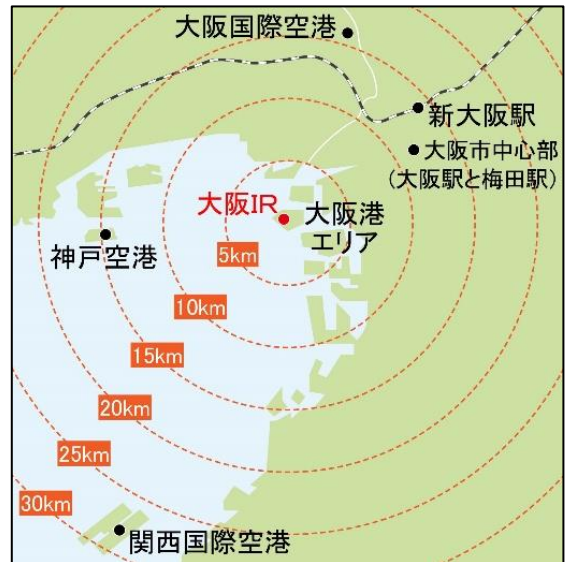 大阪国際空港
新大阪駅
大阪市中心部
(大阪駅と梅田駅)
大阪IR
大阪港
エリア
神戸空港
5km
10km
15km
20km
25km
30km
関西国際空港